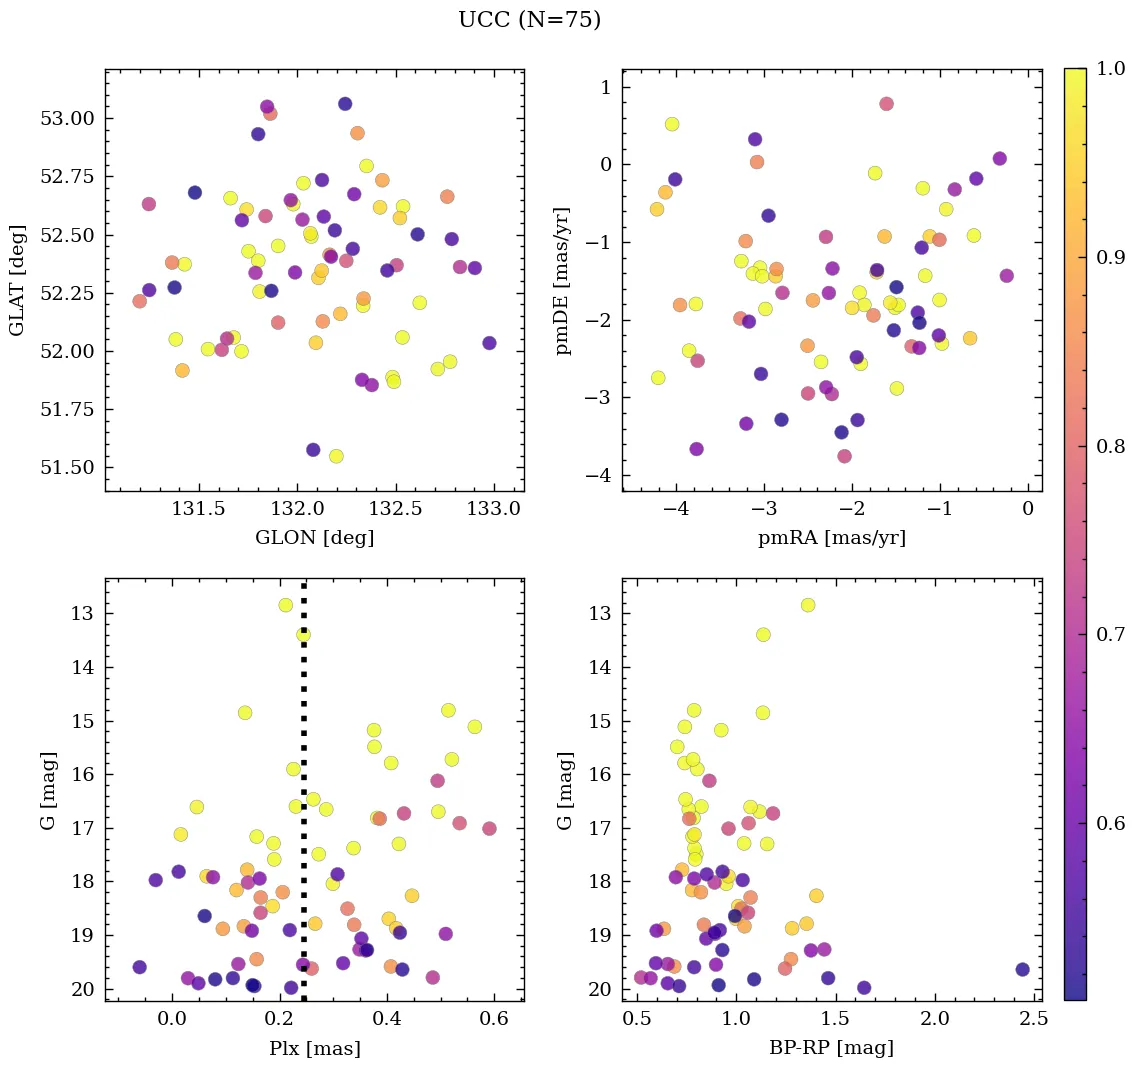 UCC (N=75)
53.00
52.75
52.50
52.25
52.00
51.75
51.50
GLAT [deg]
131.5 132.0 132.5 133.0
GLON [deg]
1
0
−1
−2
−3
−4
pmDE [mas/yr]
−4 −3 −2 −1 0
pmRA [mas/yr]
13
14
15
16
17
18
19
20
G [mag]
0.0 0.2 0.4 0.6
Plx [mas]
13
14
15
16
17
18
19
20
G [mag]
0.5 1.0 1.5 2.0 2.5
BP-RP [mag]
1.0
0.9
0.8
0.7
0.6